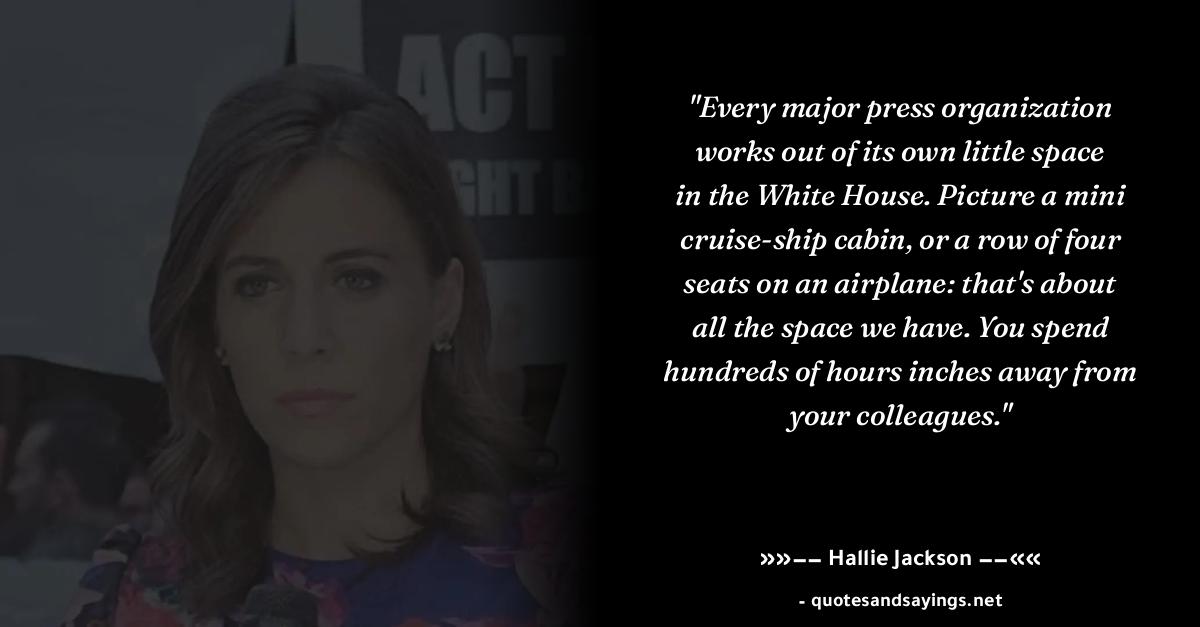 ACT
GHT B
"Every major press organization
works out of its own little space
in the White House. Picture a mini
cruise-ship cabin, or a row of four
seats on an airplane: that's about
all the space we have. You spend
hundreds of hours inches away from
your colleagues."
»»−− Hallie Jackson −−««
- quotesandsayings.net